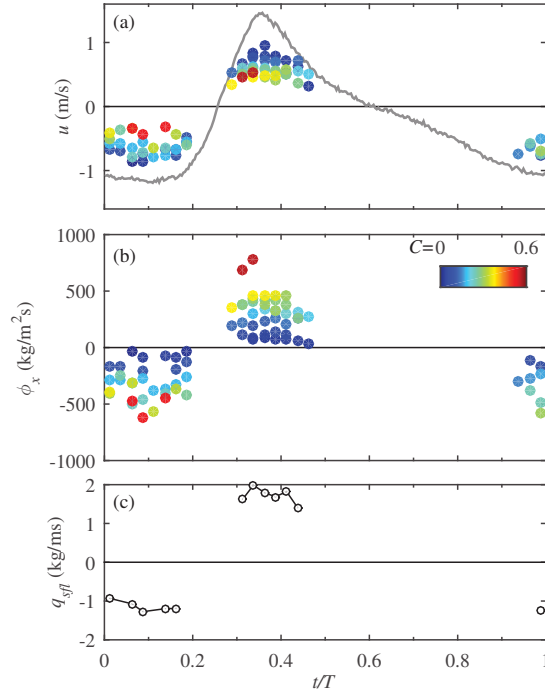 (a)
1
0
-1
u (m/s)
(b)
C=0
0.6
1000
500
0
-500
-1000
ϕx (kg/m²s)
(c)
2
1
0
-1
-2
qsfl (kg/ms)
0
0.2
0.4
0.6
0.8
1
t/T